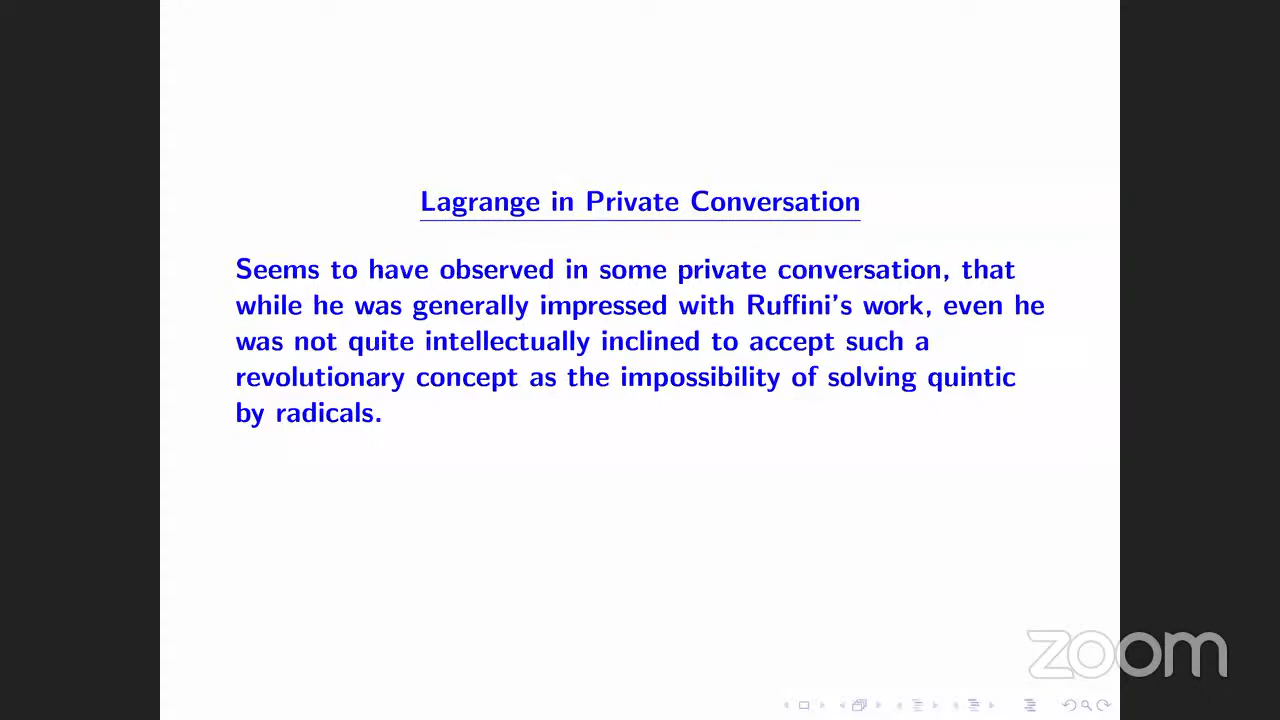 Lagrange in Private Conversation
Seems to have observed in some private conversation, that
while he was generally impressed with Ruffini's work, even he
was not quite intellectually inclined to accept such a
revolutionary concept as the impossibility of solving quintic
by radicals.
zoom